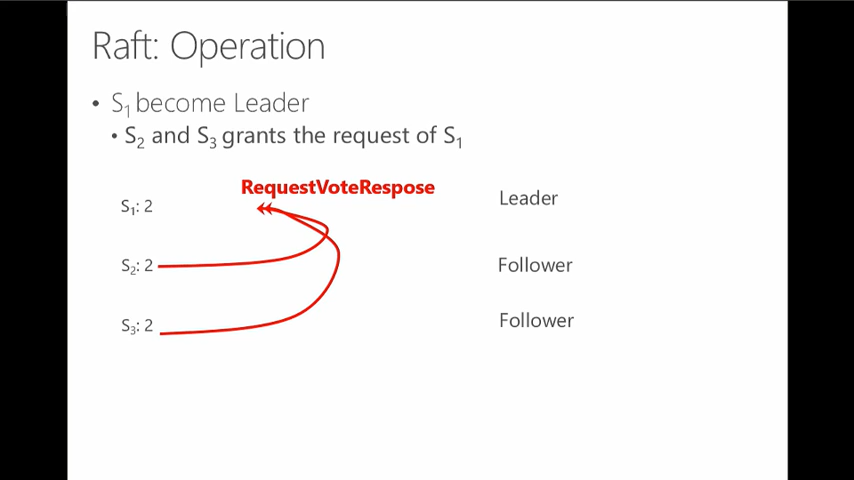 Raft: Operation
• S₁ become Leader
• S₂ and S₃ grants the request of S₁
RequestVoteRespose
S₁: 2 Leader
S₂: 2 Follower
S₃: 2 Follower